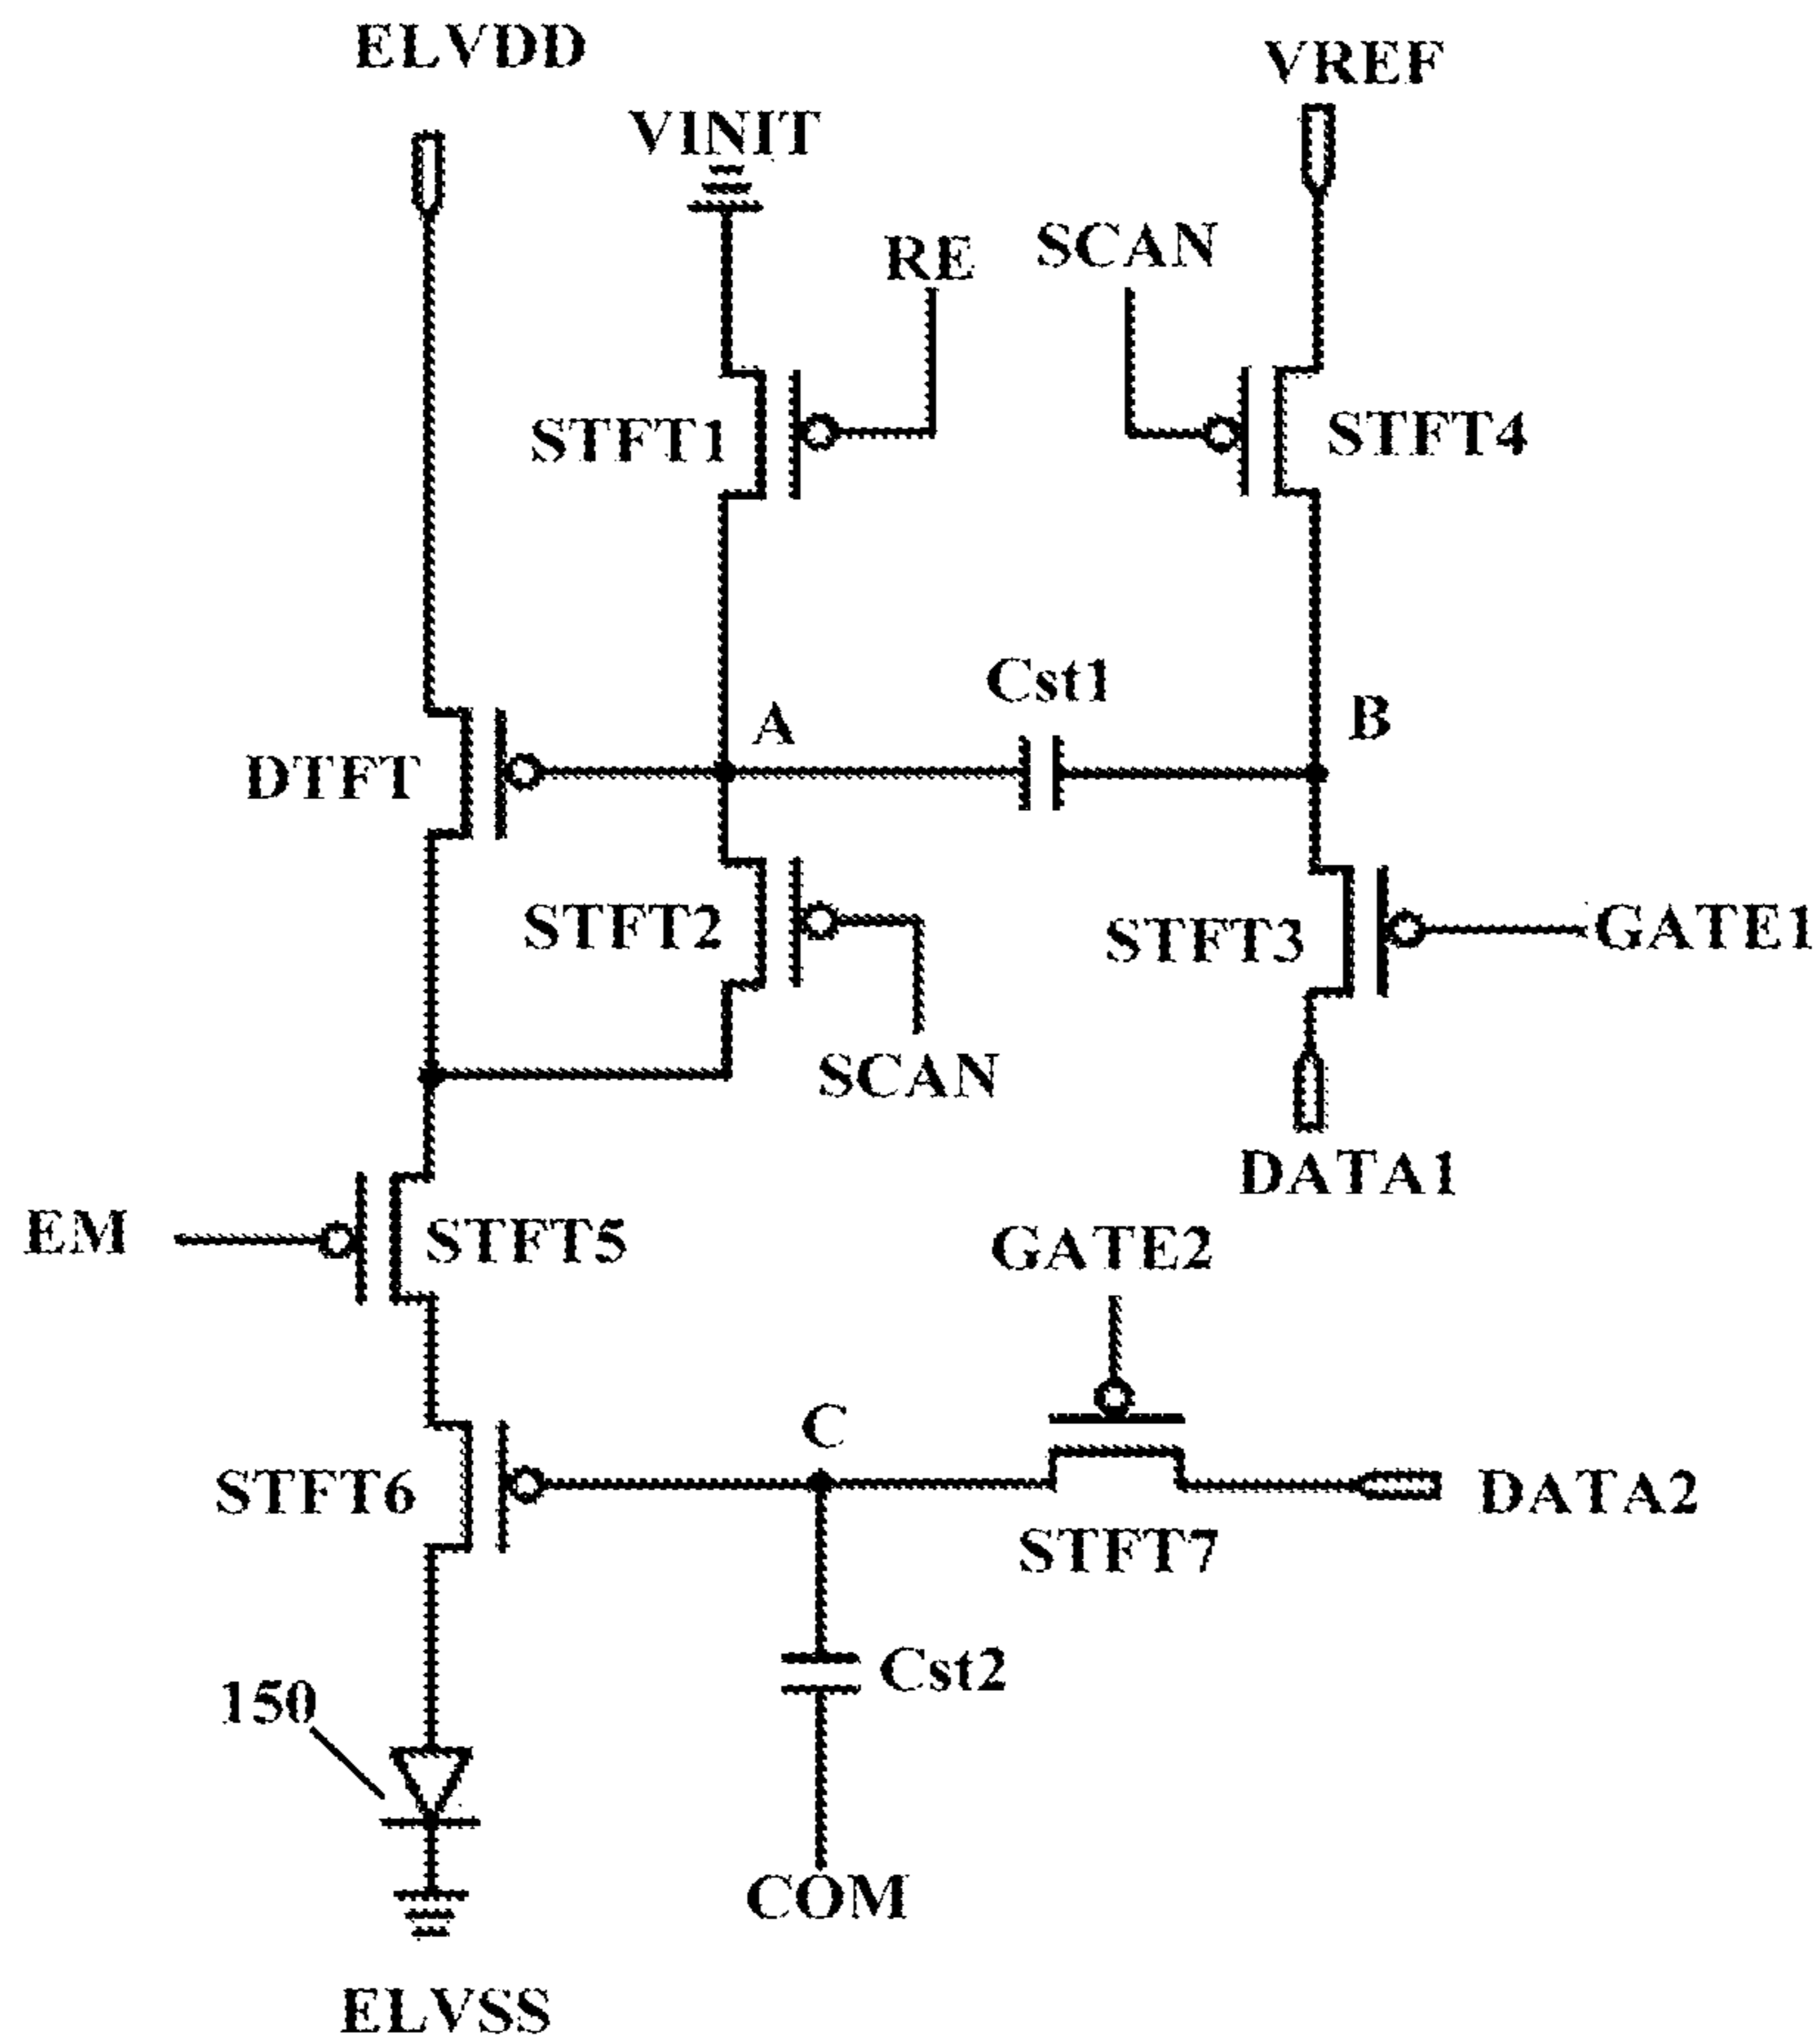 ELVDD
VREF
VINIT
RE
SCAN
STFT1
STFT4
Cst1
A
B
DTFT
STFT2
STFT3
GATE1
SCAN
DATA1
EM
STFT5
GATE2
C
STFT6
DATA2
STFT7
150
Cst2
COM
ELVSS